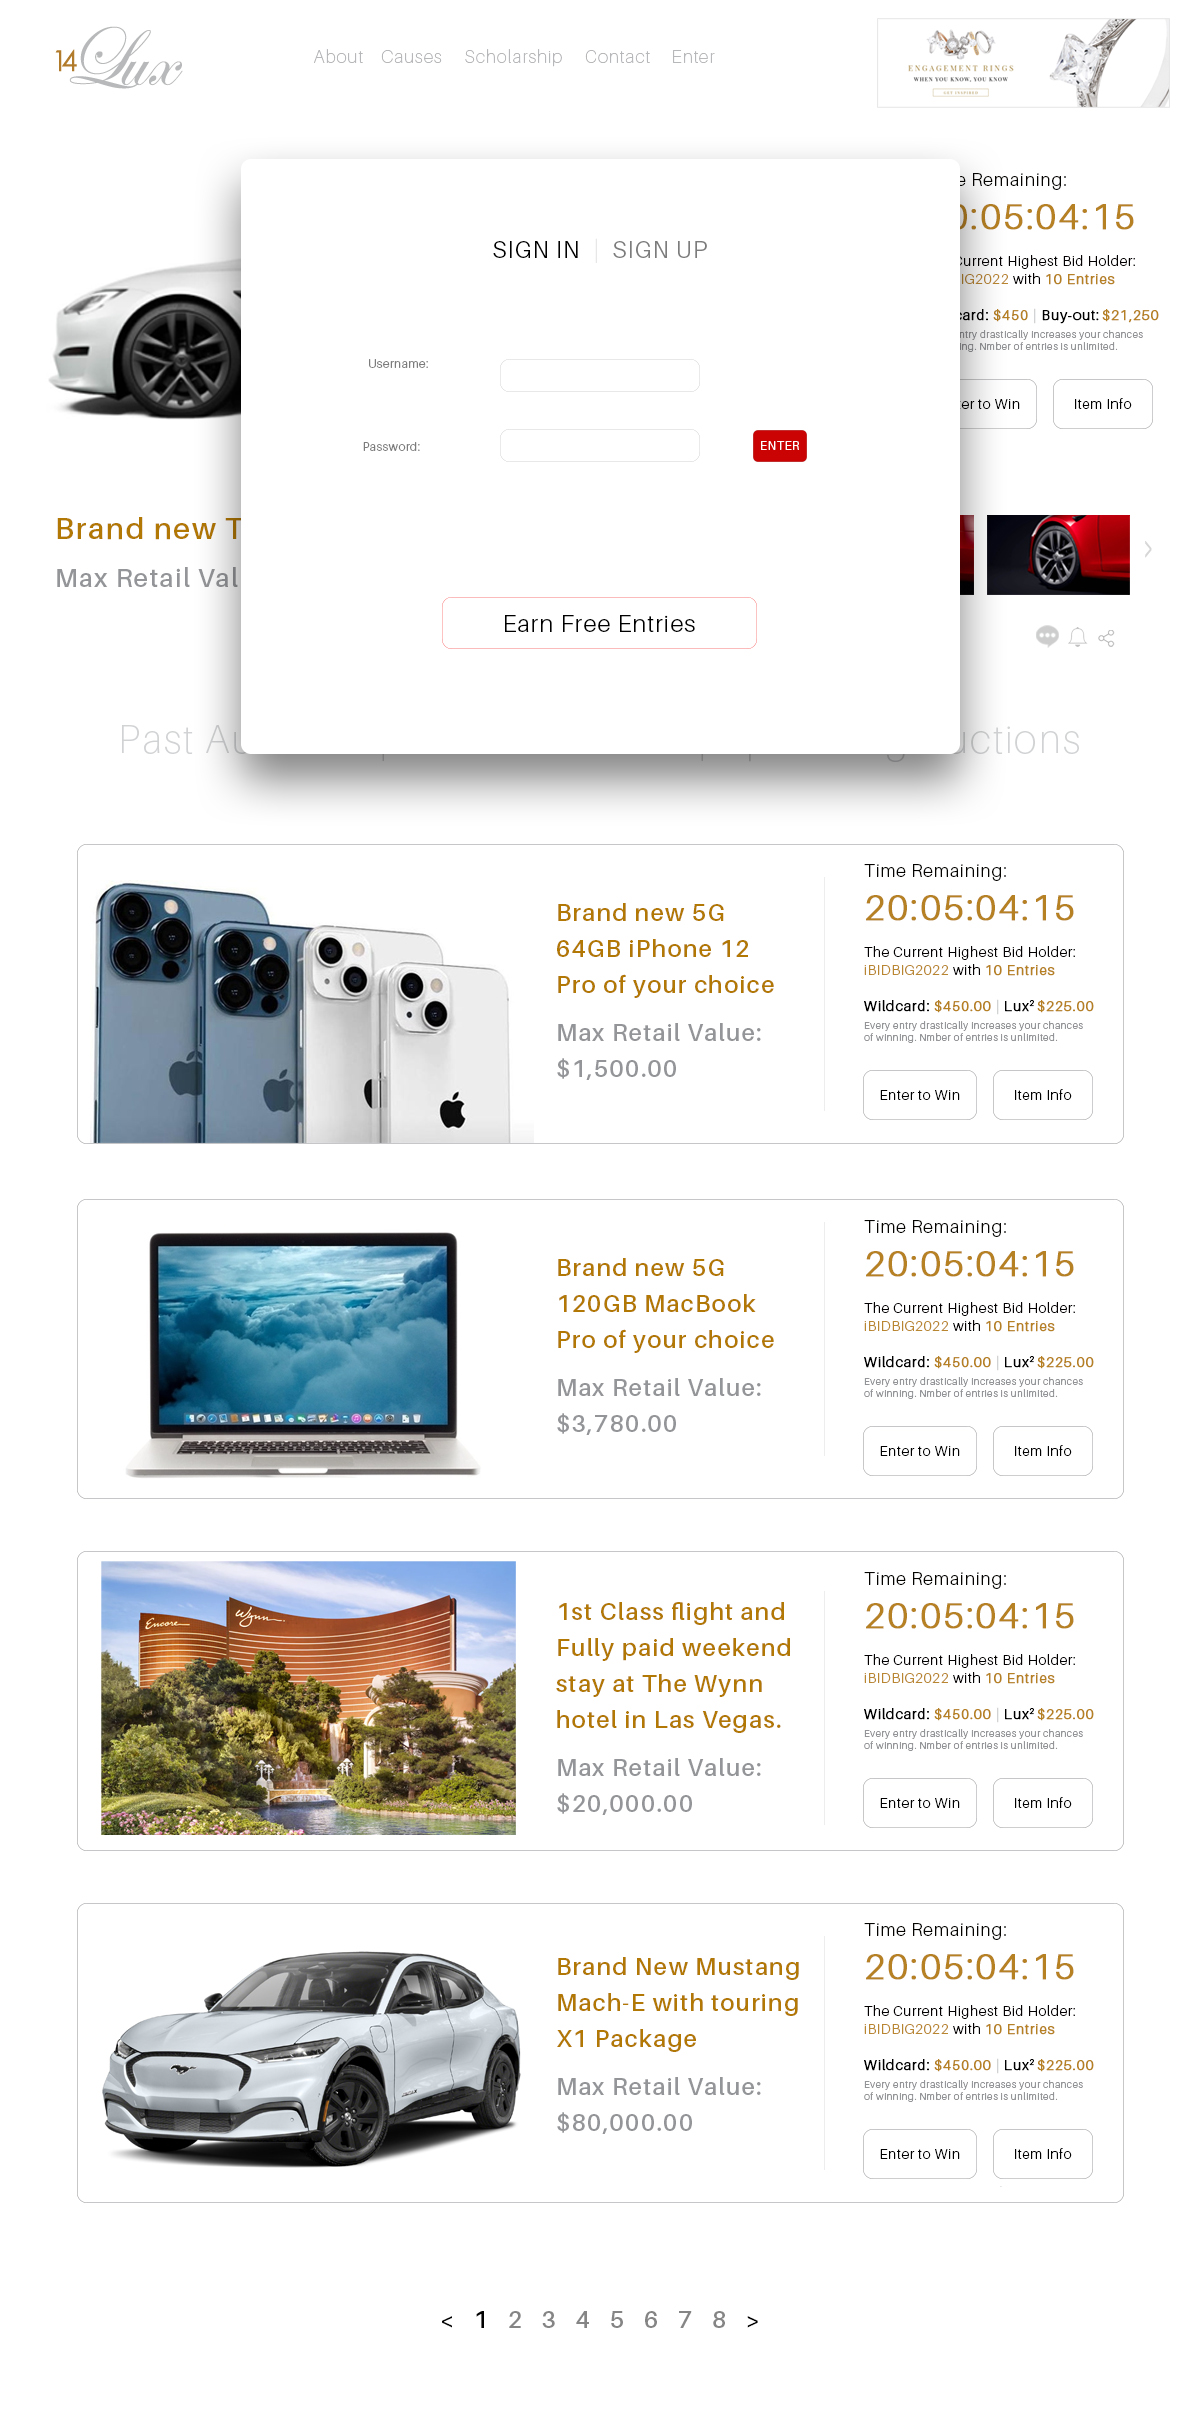 14 Lux
About Causes Scholarship Contact Enter
ENGAGEMENT RINGS
WHEN YOU KNOW, YOU KNOW
GET INSPIRED
e Remaining:
0:05:04:15
Current Highest Bid Holder:
IG2022 with 10 Entries
card: $450 | Buy-out: $21,250
ntry drastically increases your chances
ing. Nmber of entries is unlimited.
er to Win
Item Info
SIGN IN | SIGN UP
Username:
Password:
ENTER
Earn Free Entries
Brand new T
Max Retail Val
Past Au
uctions
Brand new 5G
64GB iPhone 12
Pro of your choice
Max Retail Value:
$1,500.00
Time Remaining:
20:05:04:15
The Current Highest Bid Holder:
iBIDBIG2022 with 10 Entries
Wildcard: $450.00 | Lux² $225.00
Every entry drastically increases your chances
of winning. Nmber of entries is unlimited.
Enter to Win
Item Info
Brand new 5G
120GB MacBook
Pro of your choice
Max Retail Value:
$3,780.00
Time Remaining:
20:05:04:15
The Current Highest Bid Holder:
iBIDBIG2022 with 10 Entries
Wildcard: $450.00 | Lux² $225.00
Every entry drastically increases your chances
of winning. Nmber of entries is unlimited.
Enter to Win
Item Info
Encore
Wynn
1st Class flight and
Fully paid weekend
stay at The Wynn
hotel in Las Vegas.
Max Retail Value:
$20,000.00
Time Remaining:
20:05:04:15
The Current Highest Bid Holder:
iBIDBIG2022 with 10 Entries
Wildcard: $450.00 | Lux² $225.00
Every entry drastically increases your chances
of winning. Nmber of entries is unlimited.
Enter to Win
Item Info
Brand New Mustang
Mach-E with touring
X1 Package
Max Retail Value:
$80,000.00
Time Remaining:
20:05:04:15
The Current Highest Bid Holder:
iBIDBIG2022 with 10 Entries
Wildcard: $450.00 | Lux² $225.00
Every entry drastically increases your chances
of winning. Nmber of entries is unlimited.
Enter to Win
Item Info
< 1 2 3 4 5 6 7 8 >